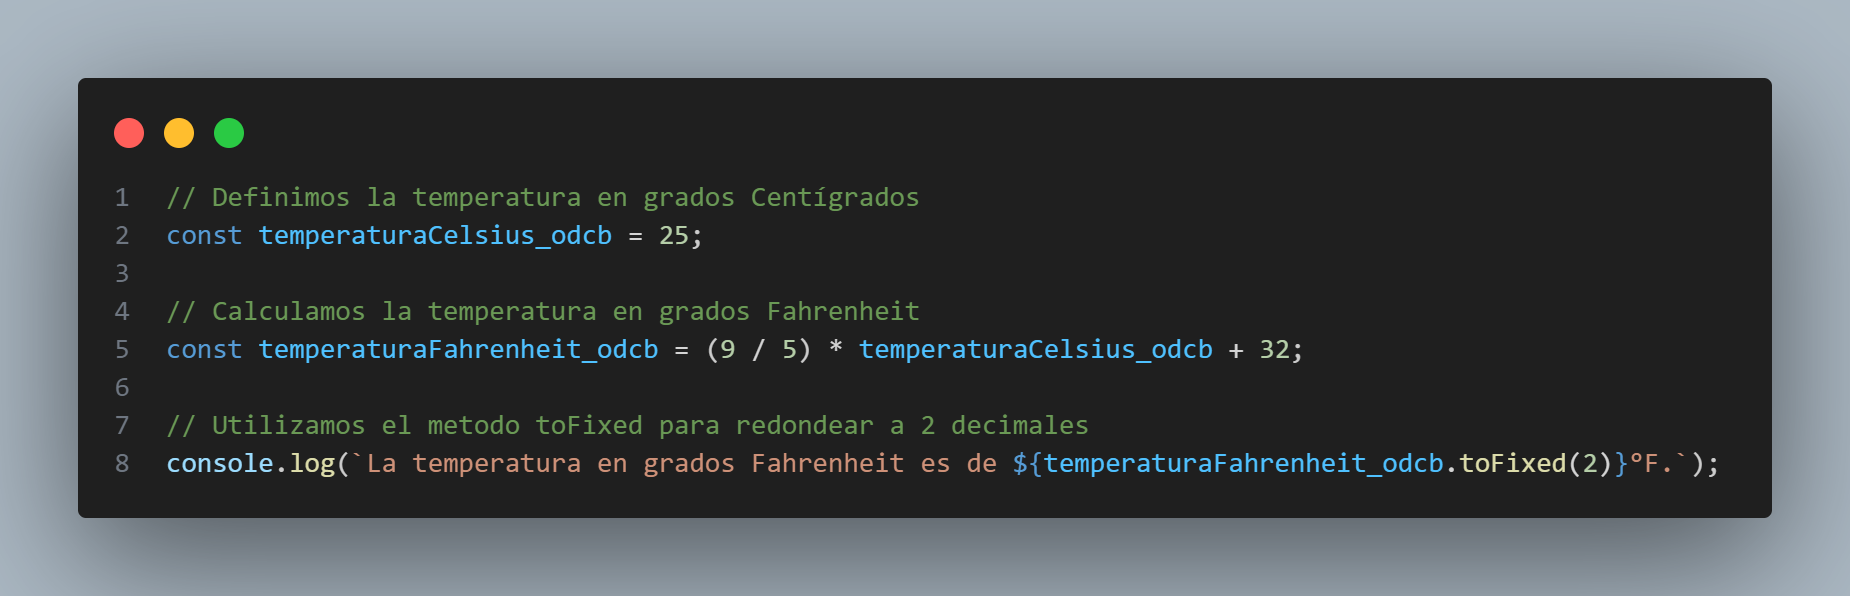 1 // Definimos la temperatura en grados Centígrados
2 const temperaturaCelsius_odcb = 25;
3
4 // Calculamos la temperatura en grados Fahrenheit
5 const temperaturaFahrenheit_odcb = (9 / 5) * temperaturaCelsius_odcb + 32;
6
7 // Utilizamos el metodo toFixed para redondear a 2 decimales
8 console.log(`La temperatura en grados Fahrenheit es de ${temperaturaFahrenheit_odcb.toFixed(2)}ºF.`);